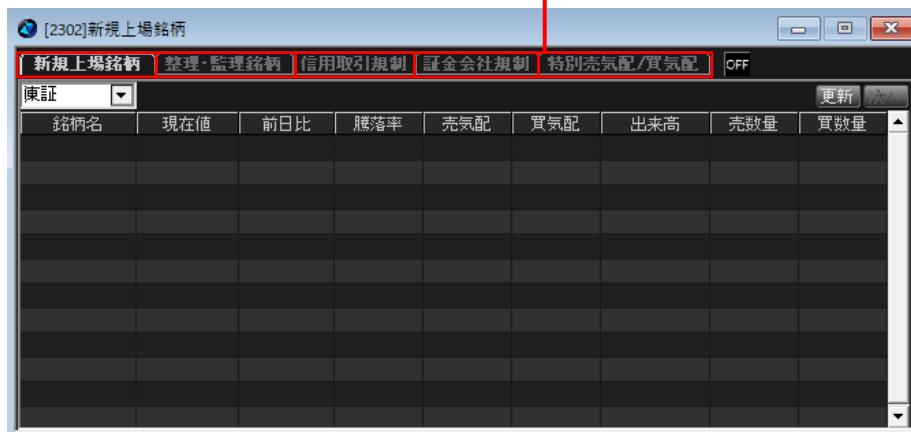 [2302]新規上場銘柄
新規上場銘柄 整理・監理銘柄 信用取引規制 証金会社規制 特別売気配/買気配 OFF
東証 更新 次へ
銘柄名 現在値 前日比 騰落率 売気配 買気配 出来高 売数量 買数量